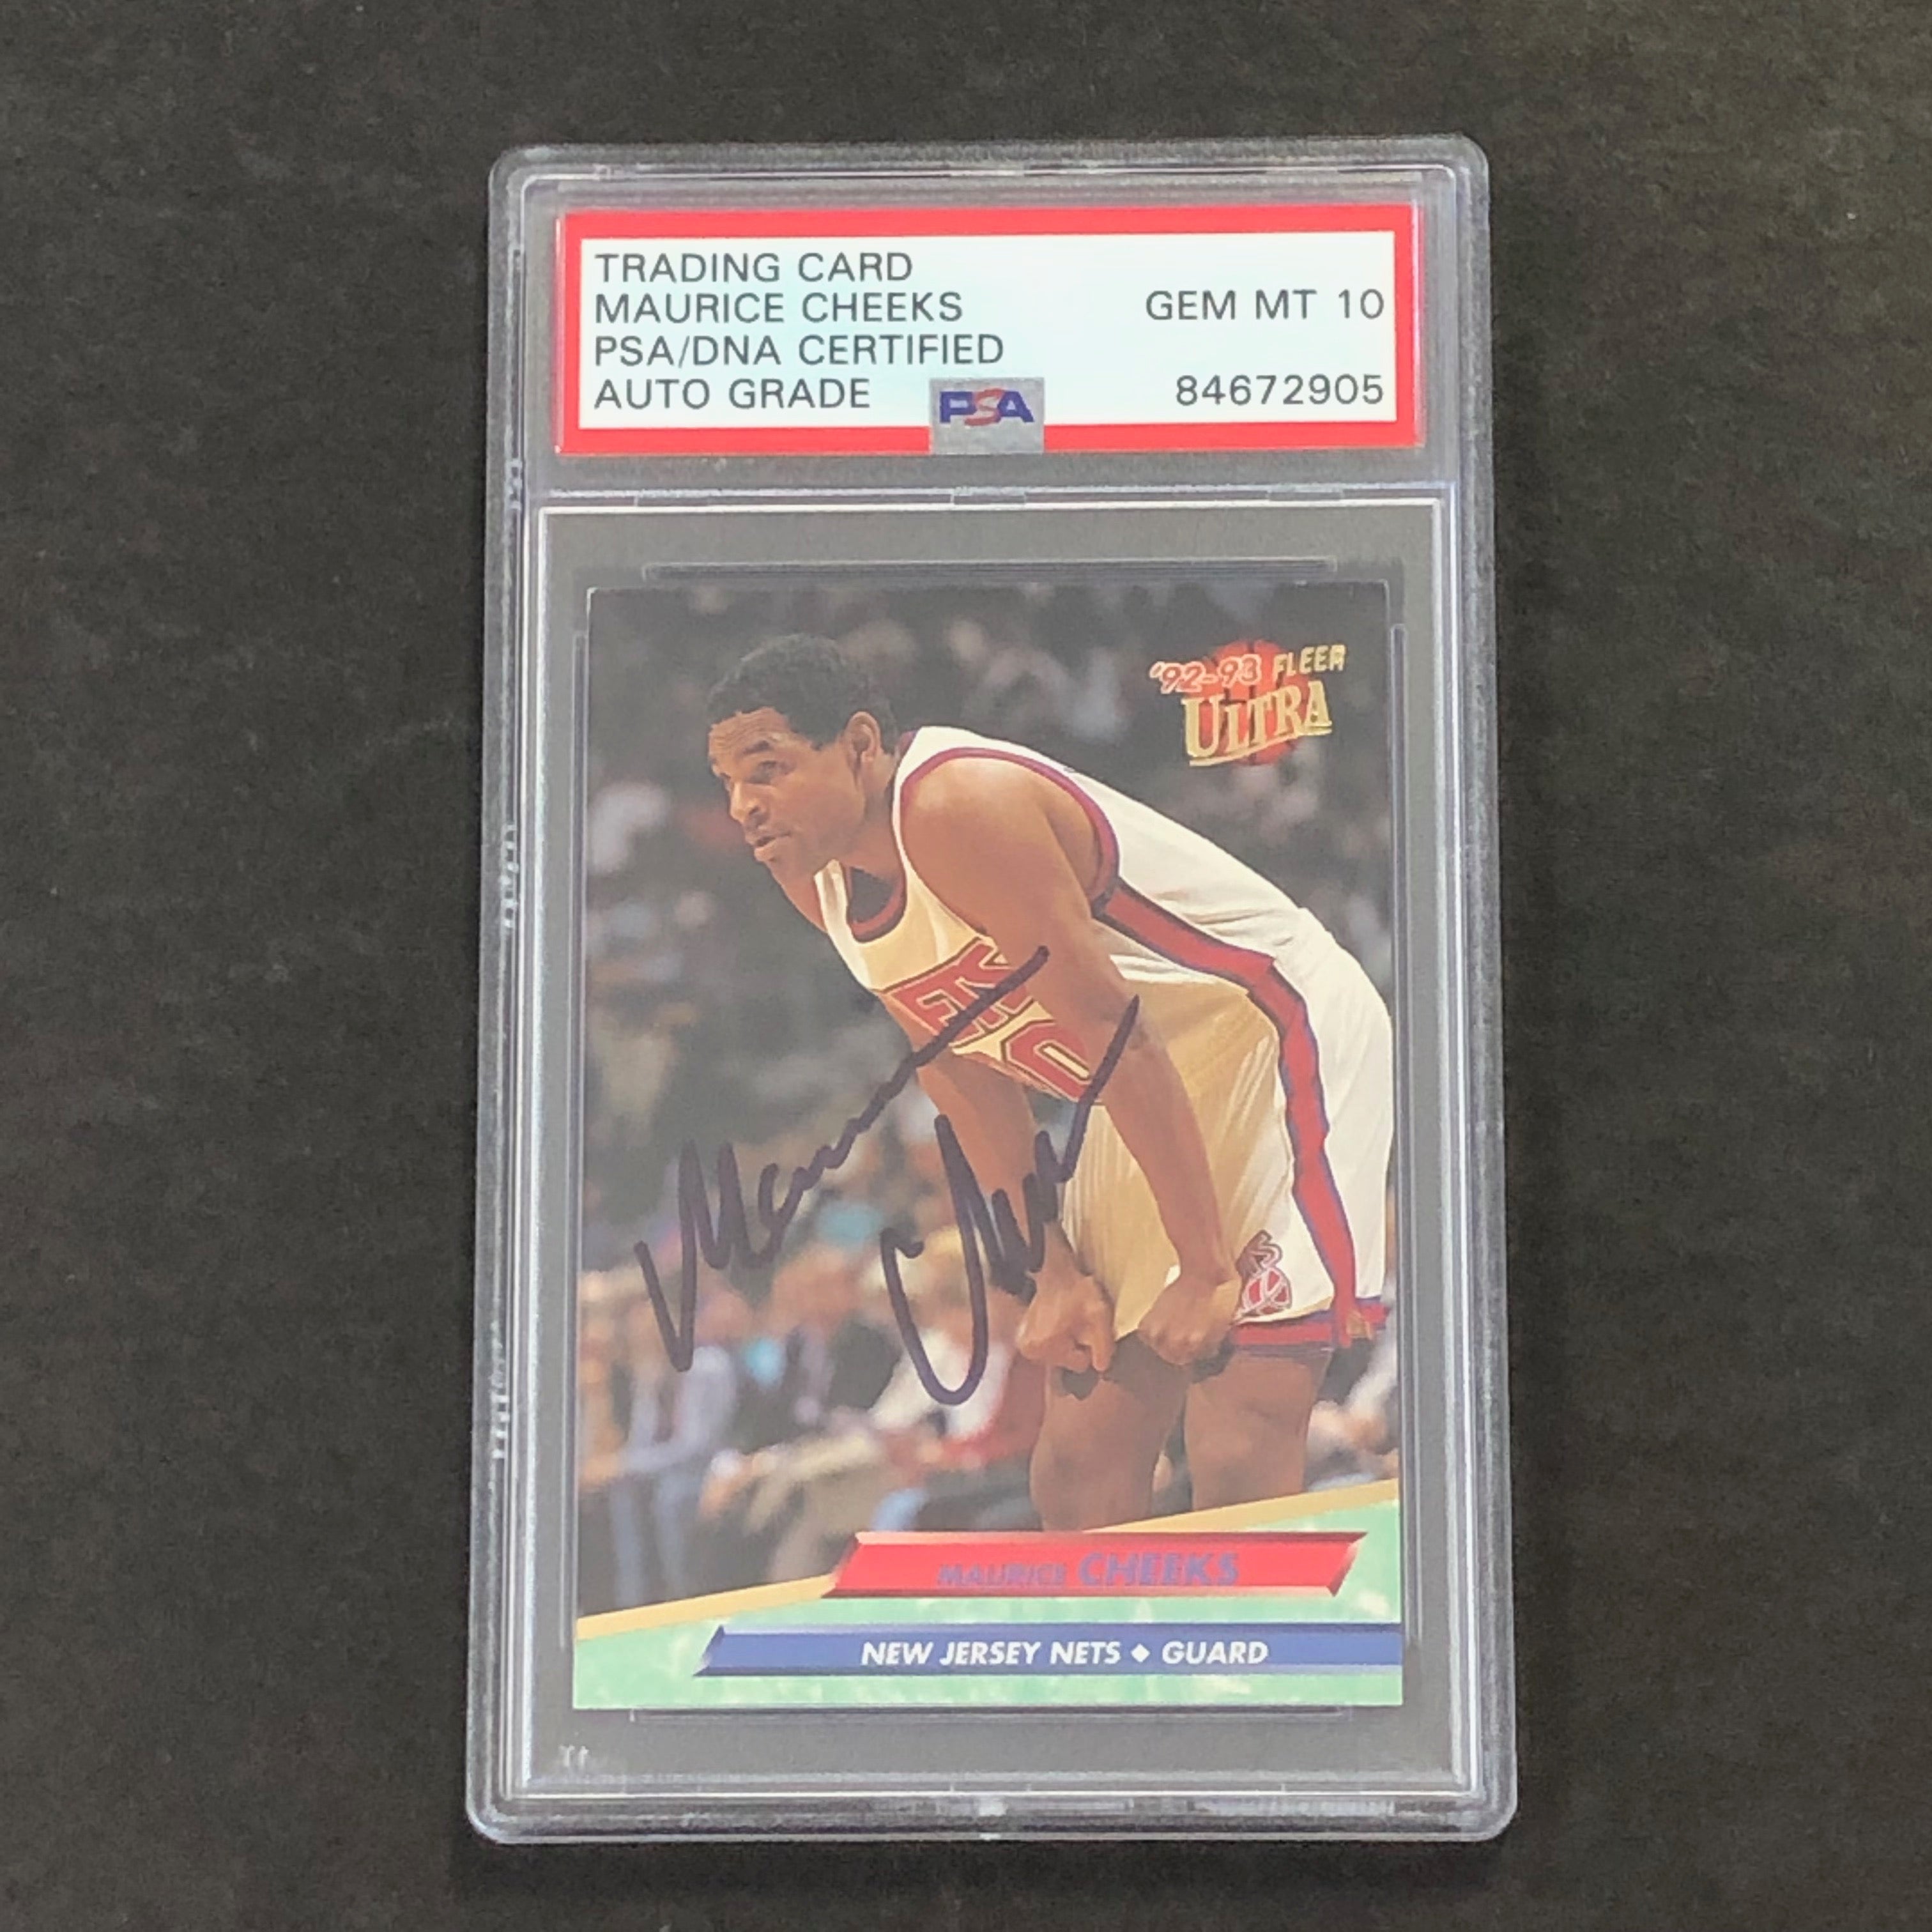 TRADING CARD
MAURICE CHEEKS
PSA/DNA CERTIFIED
AUTO GRADE
GEM MT 10
84672905
PSA
'92-93 FLEER
ULTRA
ETS
MAURICE CHEEKS
NEW JERSEY NETS ◆ GUARD